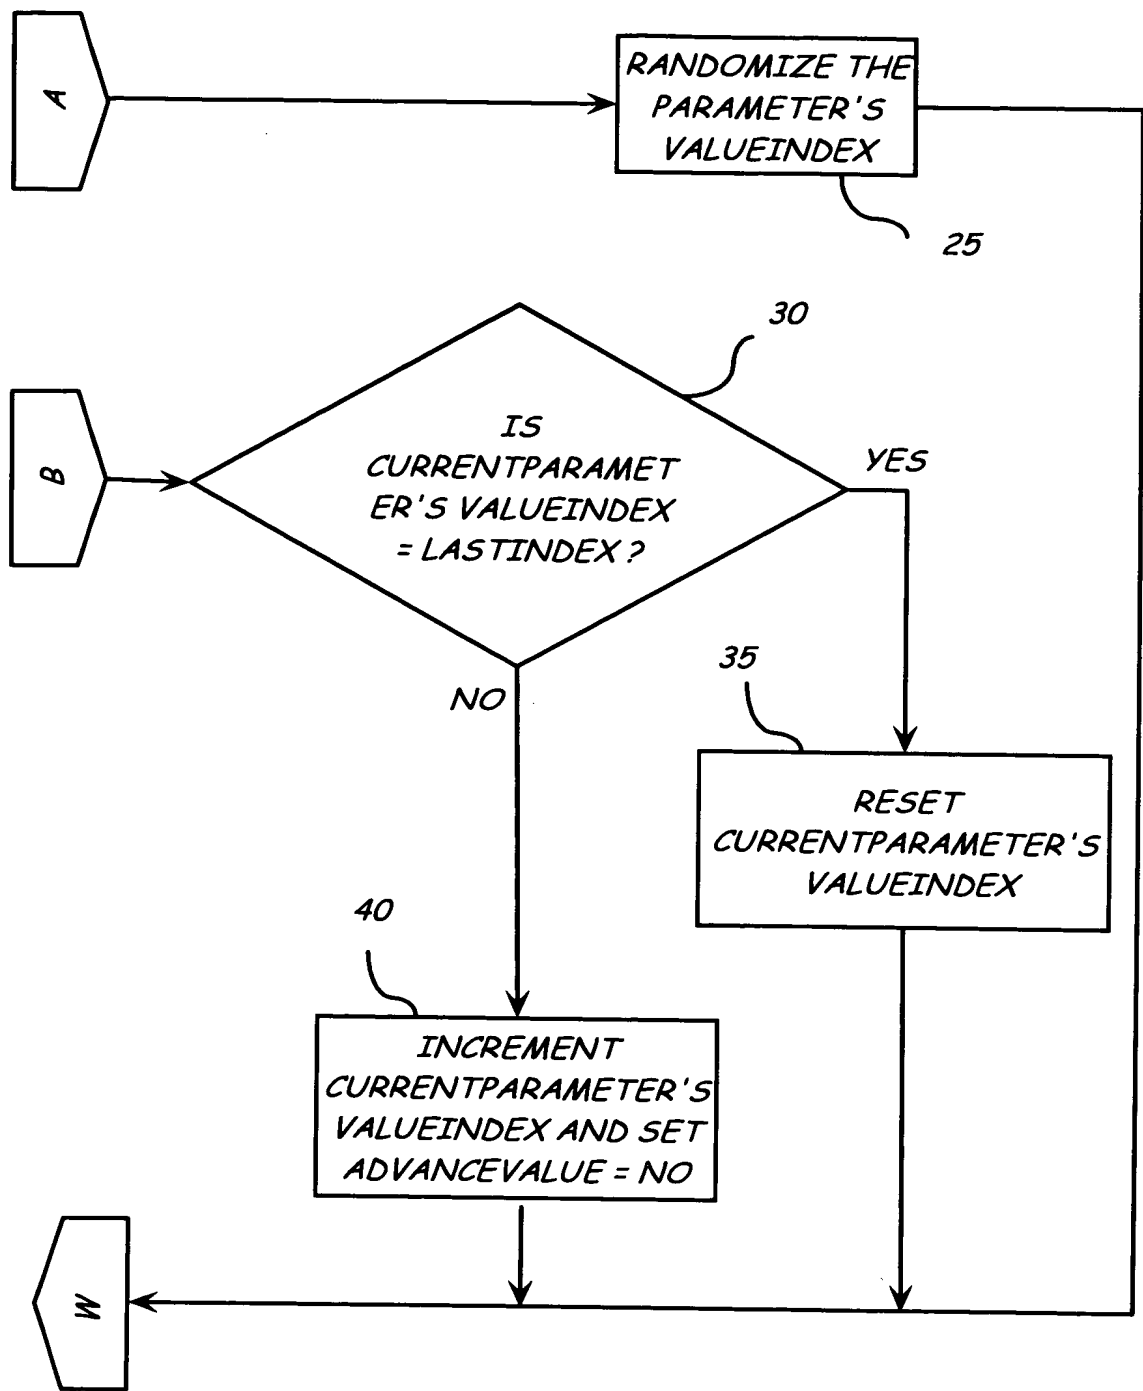 A
RANDOMIZE THE
PARAMETER'S
VALUEINDEX
25
30
B
IS
CURRENTPARAMET
ER'S VALUEINDEX
= LASTINDEX?
YES
NO
35
RESET
CURRENTPARAMETER'S
VALUEINDEX
40
INCREMENT
CURRENTPARAMETER'S
VALUEINDEX AND SET
ADVANCEVALUE = NO
W